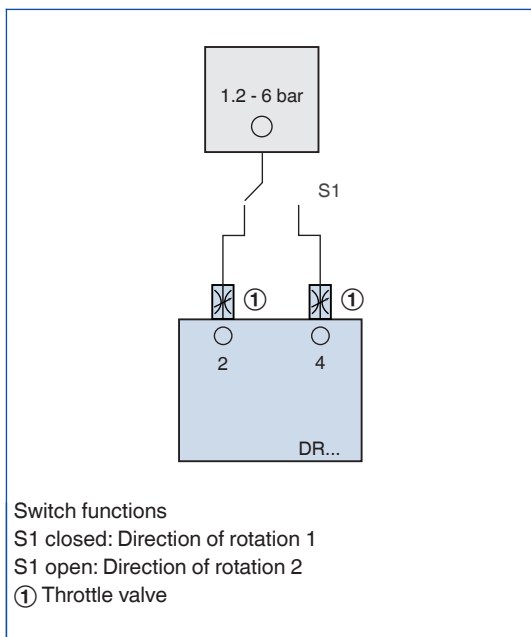 1.2 - 6 bar
S1
① ①
2 4
DR...
Switch functions
S1 closed: Direction of rotation 1
S1 open: Direction of rotation 2
① Throttle valve